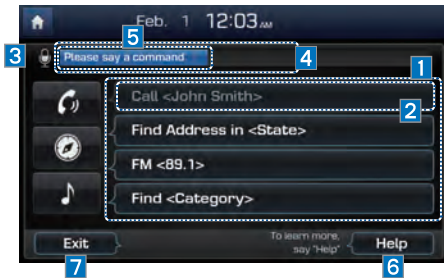 Feb. 1 12:03 AM
5
3
Please say a command
4
1
Call <John Smith>
2
Find Address in <State>
FM <89.1>
Find <Category>
Exit
To learn more,
say "Help"
Help
7
6